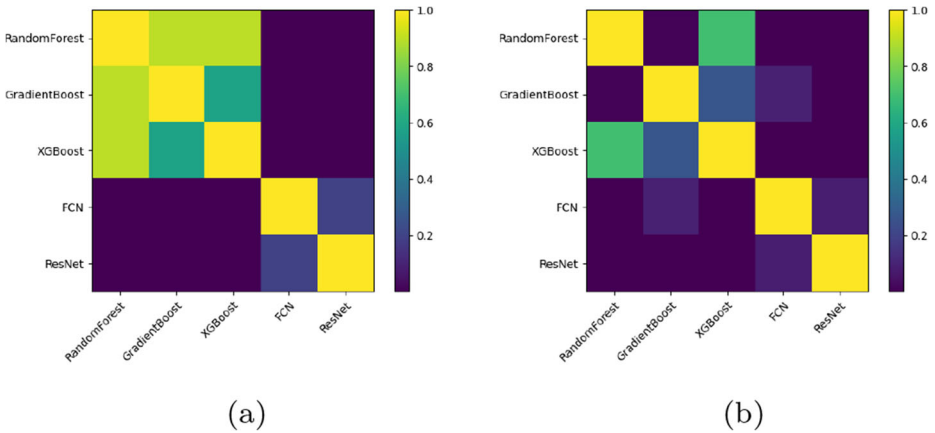 RandomForest
GradientBoost
XGBoost
FCN
ResNet
RandomForest
GradientBoost
XGBoost
FCN
ResNet
1.0
0.8
0.6
0.4
0.2
(a)
RandomForest
GradientBoost
XGBoost
FCN
ResNet
RandomForest
GradientBoost
XGBoost
FCN
ResNet
1.0
0.8
0.6
0.4
0.2
(b)